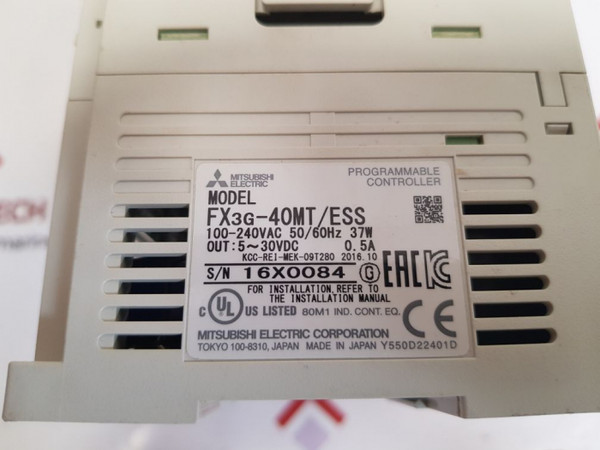 MITSUBISHI
ELECTRIC
PROGRAMMABLE
CONTROLLER
MODEL
FX3G-40MT/ESS
100-240VAC 50/60Hz 37W
OUT:5~30VDC 0.5A
KCC-REI-MEK-09T280 2016.10
S/N 16X0084 G
EAC
FOR INSTALLATION,REFER TO
THE INSTALLATION MANUAL
C UL US LISTED 80M1 IND. CONT. EQ. CE
MITSUBISHI ELECTRIC CORPORATION
TOKYO 100-8310, JAPAN MADE IN JAPAN Y550D22401D